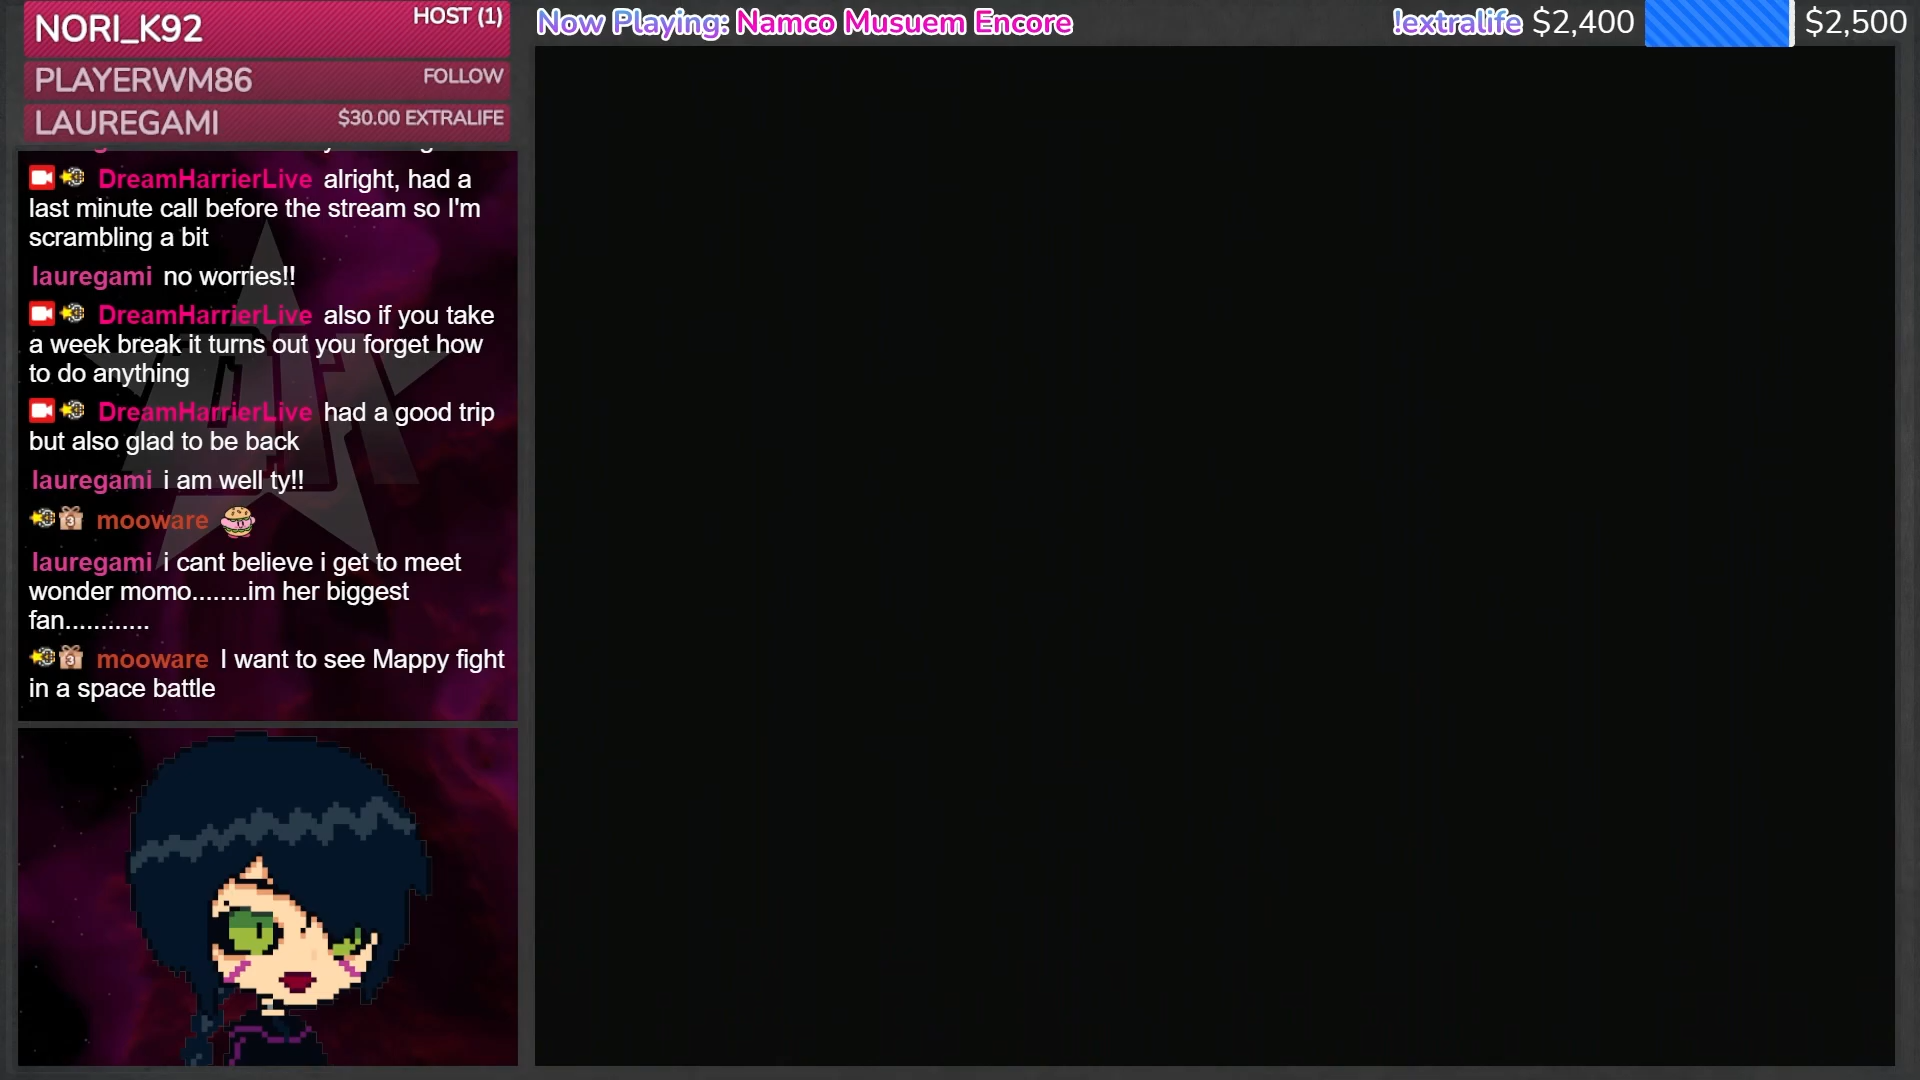 NORI_K92 HOST (1)
PLAYERWM86 FOLLOW
LAUREGAMI $30.00 EXTRALIFE
Now Playing: Namco Musuem Encore
!extralife $2,400 $2,500
DreamHarrierLive alright, had a
last minute call before the stream so I'm
scrambling a bit
lauregami no worries!!
DreamHarrierLive also if you take
a week break it turns out you forget how
to do anything
DreamHarrierLive had a good trip
but also glad to be back
lauregami i am well ty!!
3 mooware
lauregami i cant believe i get to meet
wonder momo........im her biggest
fan............
3 mooware I want to see Mappy fight
in a space battle